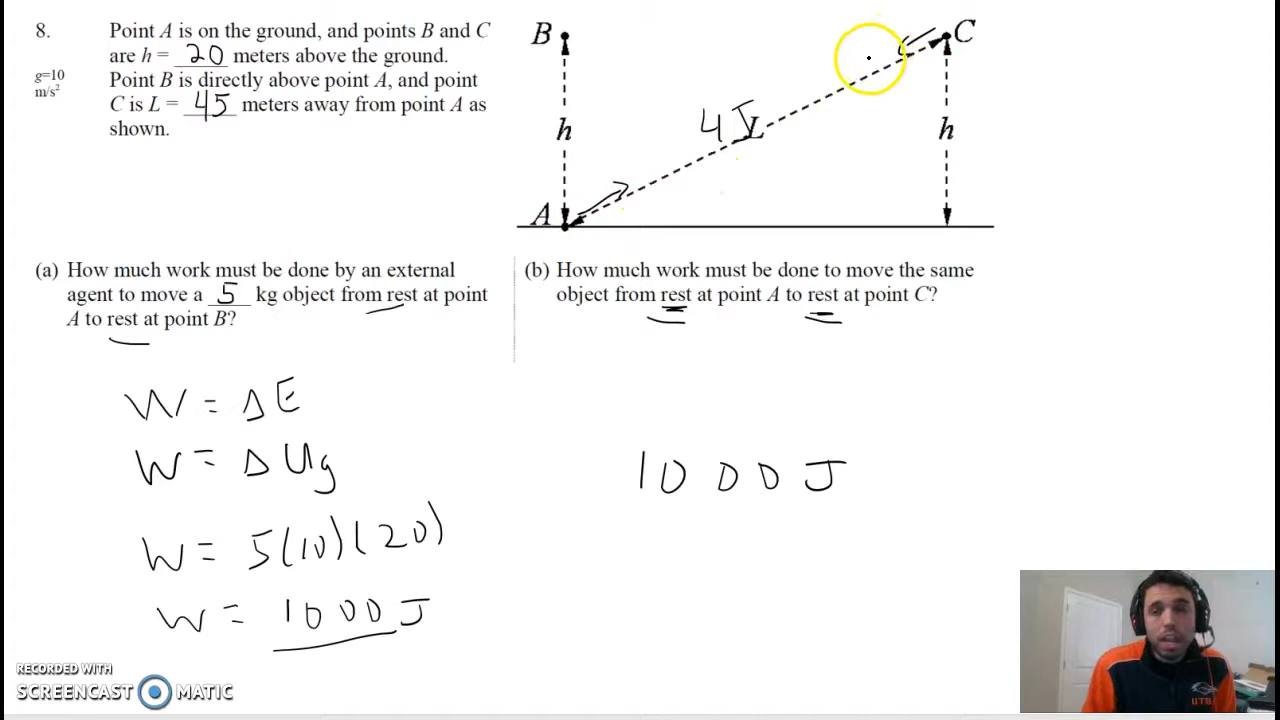 8. Point A is on the ground, and points B and C
are h = 20 meters above the ground.
g=10
m/s²
Point B is directly above point A, and point
C is L = 45 meters away from point A as
shown.
B
C
h
45
L
h
A
(a) How much work must be done by an external
agent to move a 5 kg object from rest at point
A to rest at point B?
(b) How much work must be done to move the same
object from rest at point A to rest at point C?
W = ΔE
W = ΔUg
W = 5(10)(20)
W = 1000J
1000J
RECORDED WITH
SCREENCAST MATIC